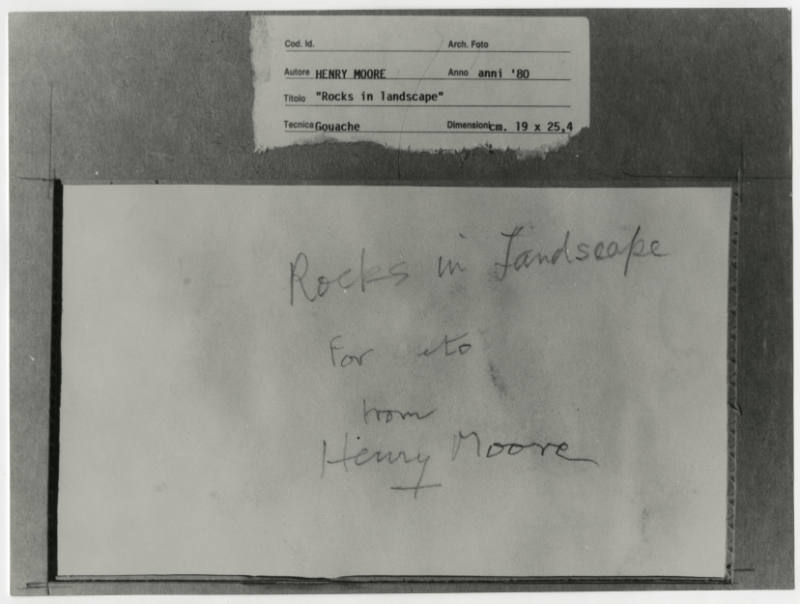 Cod. Id. Arch. Foto
Autore HENRY MOORE Anno anni '80
Titolo "Rocks in landscape"
Tecnica Gouache Dimensioni cm. 19 x 25,4
Rocks in Landscape
For
from
Henry Moore